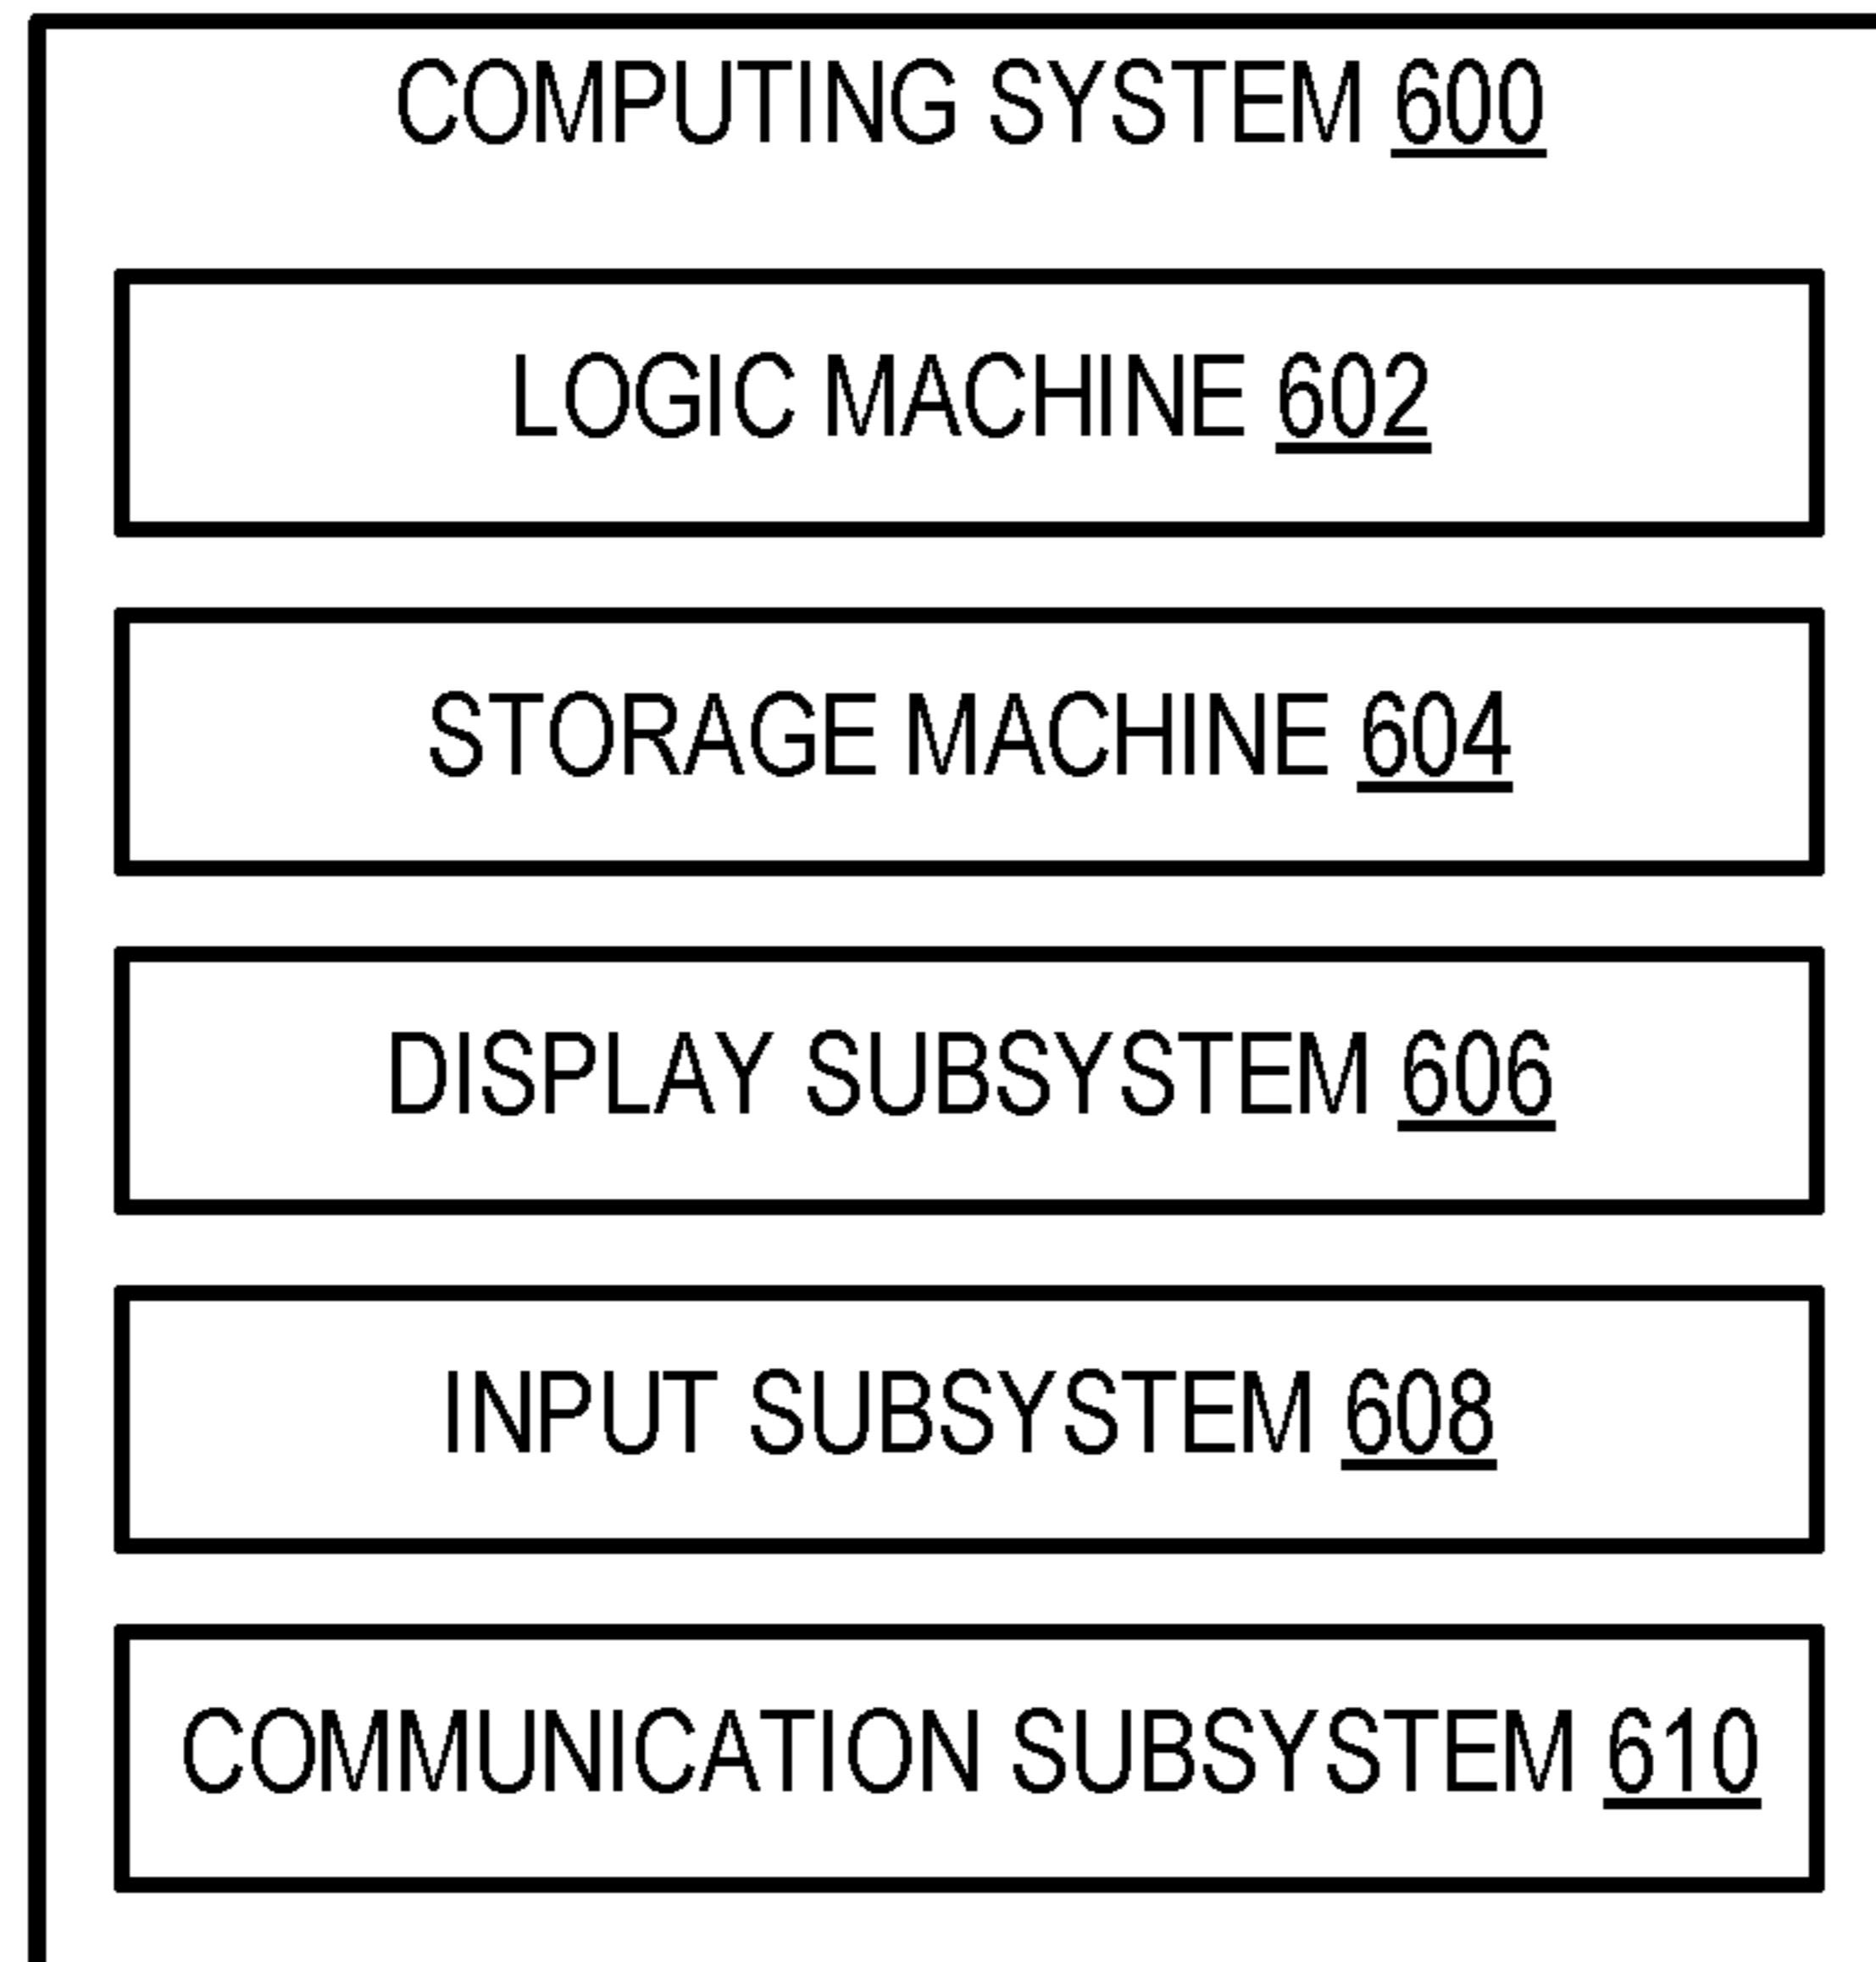 COMPUTING SYSTEM 600
LOGIC MACHINE 602
STORAGE MACHINE 604
DISPLAY SUBSYSTEM 606
INPUT SUBSYSTEM 608
COMMUNICATION SUBSYSTEM 610